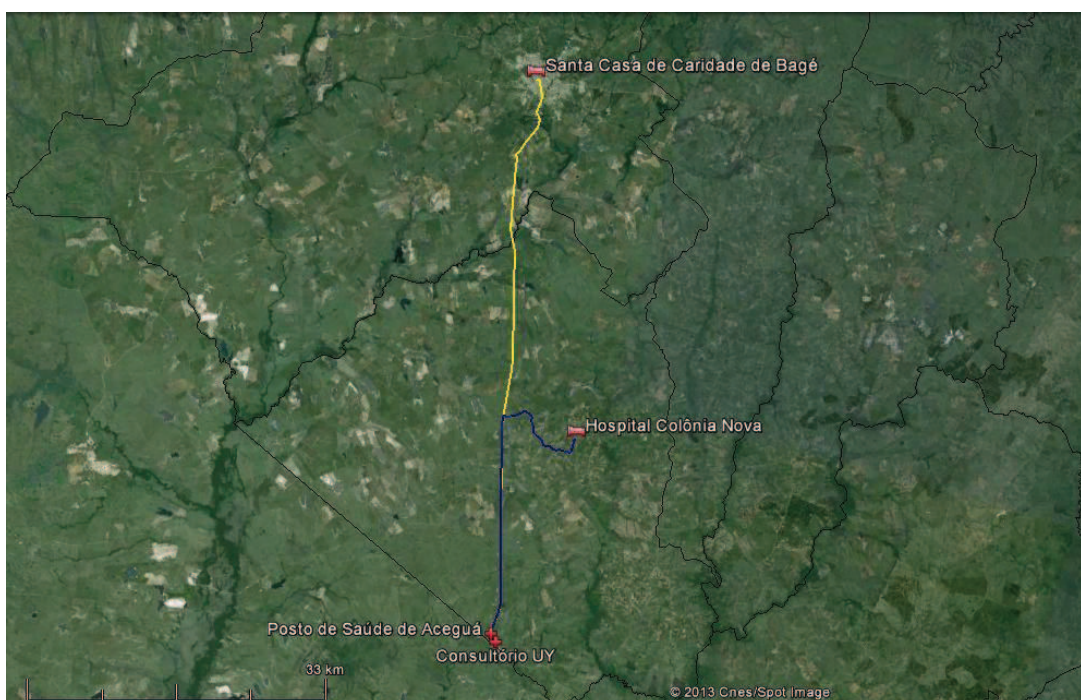 Santa Casa de Caridade de Bagé
Hospital Colônia Nova
Posto de Saúde de Aceguá
Consultório UY
33 km
© 2013 Cnes/Spot Image